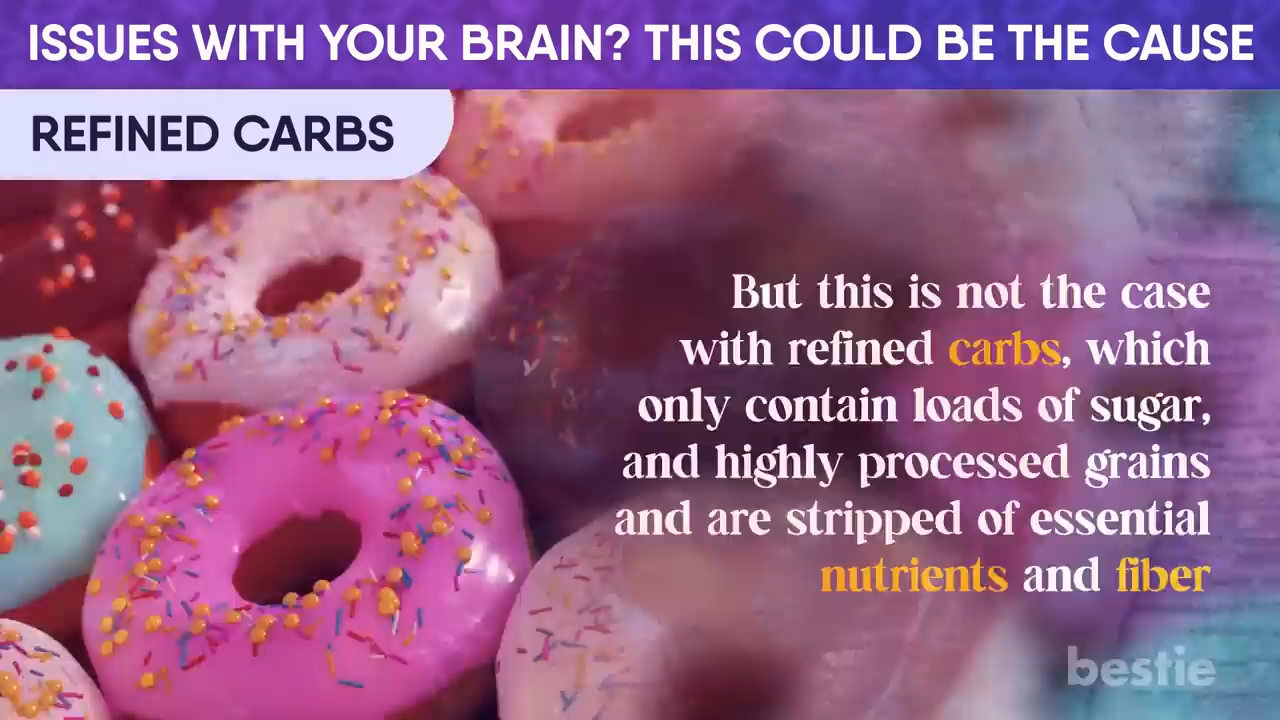 ISSUES WITH YOUR BRAIN? THIS COULD BE THE CAUSE
REFINED CARBS
But this is not the case
with refined carbs, which
only contain loads of sugar,
and highly processed grains
and are stripped of essential
nutrients and fiber
bestie